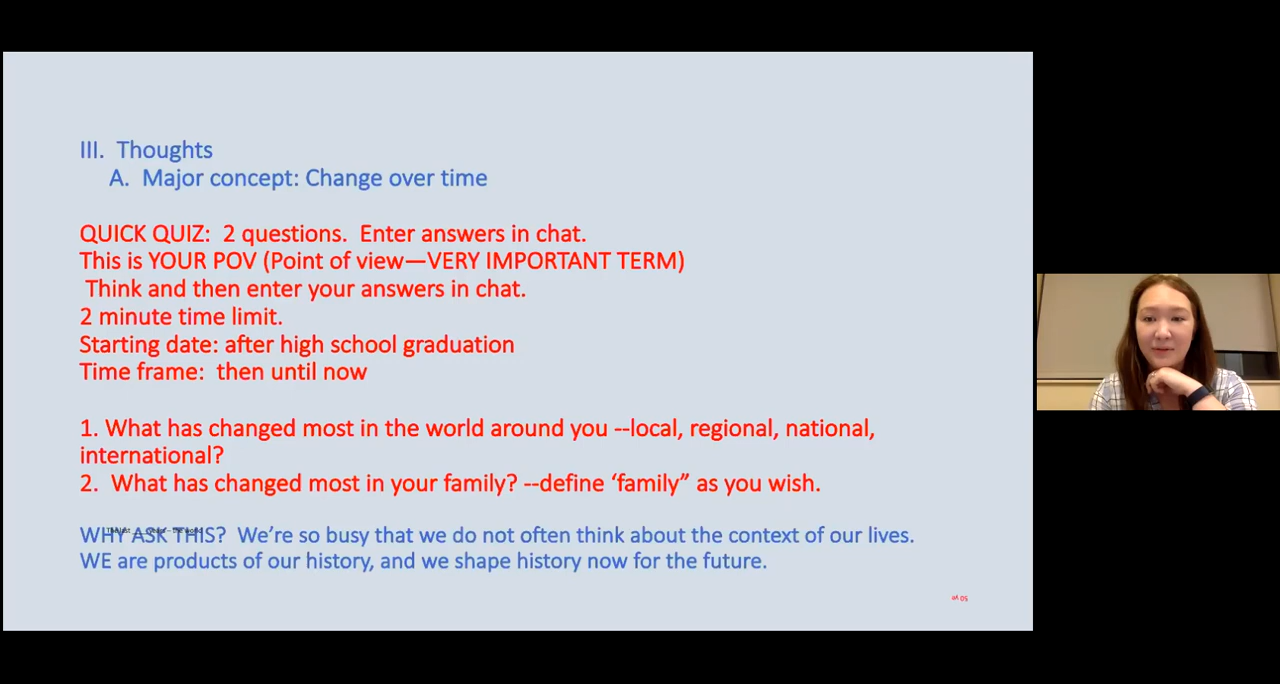 III.  Thoughts
A.  Major concept: Change over time
QUICK QUIZ:  2 questions.  Enter answers in chat.
This is YOUR POV (Point of view—VERY IMPORTANT TERM)
Think and then enter your answers in chat.
2 minute time limit.
Starting date: after high school graduation
Time frame:  then until now
1. What has changed most in the world around you --local, regional, national,
international?
2.  What has changed most in your family? --define ‘family” as you wish.
WHY ASK THIS?  We’re so busy that we do not often think about the context of our lives.
WE are products of our history, and we shape history now for the future.